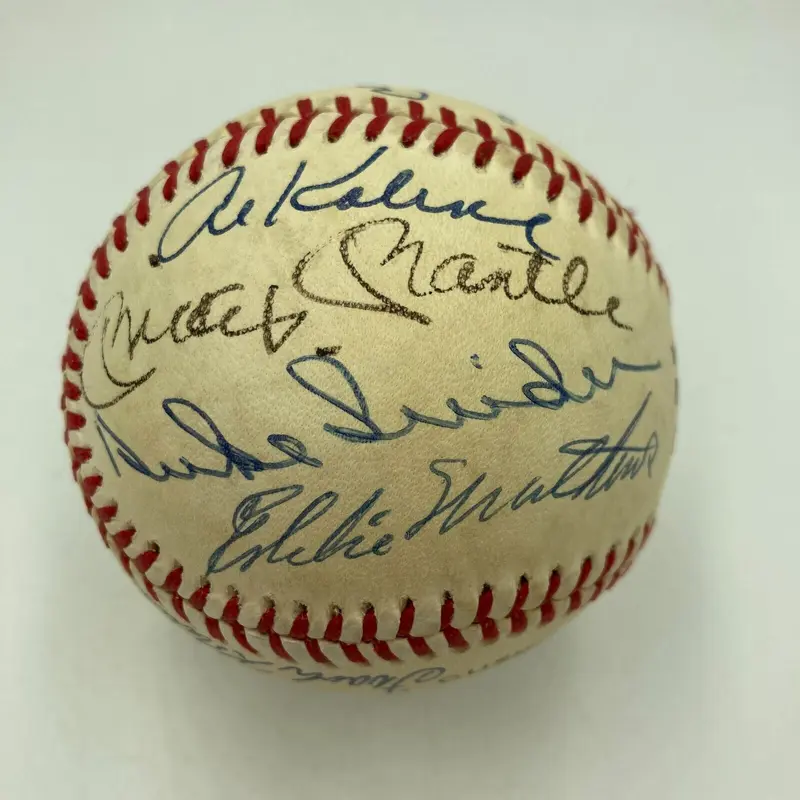 Al Kaline
Mickey Mantle
Duke Snider
Eddie Mathews